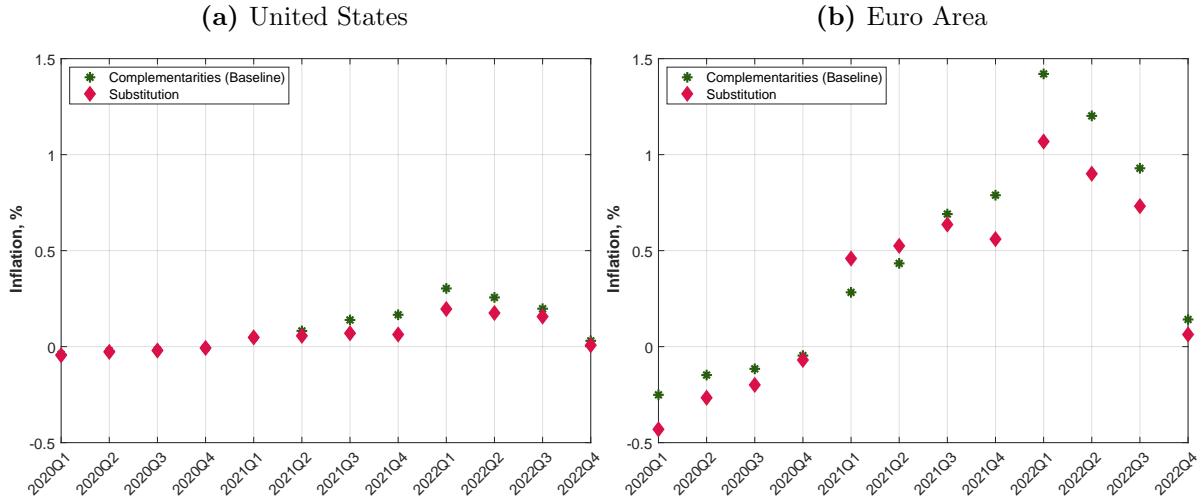 (a) United States
1.5
1
0.5
0
-0.5
Inflation, %
Complementarities (Baseline)
Substitution
2020Q1
2020Q2
2020Q3
2020Q4
2021Q1
2021Q2
2021Q3
2021Q4
2022Q1
2022Q2
2022Q3
2022Q4
(b) Euro Area
1.5
1
0.5
0
-0.5
Inflation, %
Complementarities (Baseline)
Substitution
2020Q1
2020Q2
2020Q3
2020Q4
2021Q1
2021Q2
2021Q3
2021Q4
2022Q1
2022Q2
2022Q3
2022Q4